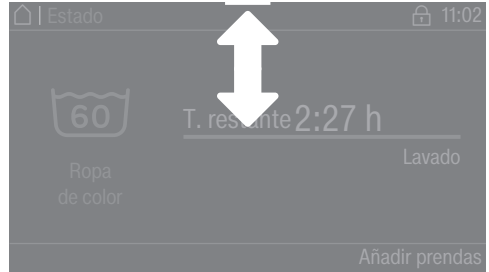 | Estado
11:02
60
T. restante 2:27 h
Ropa
de color
Lavado
Añadir prendas